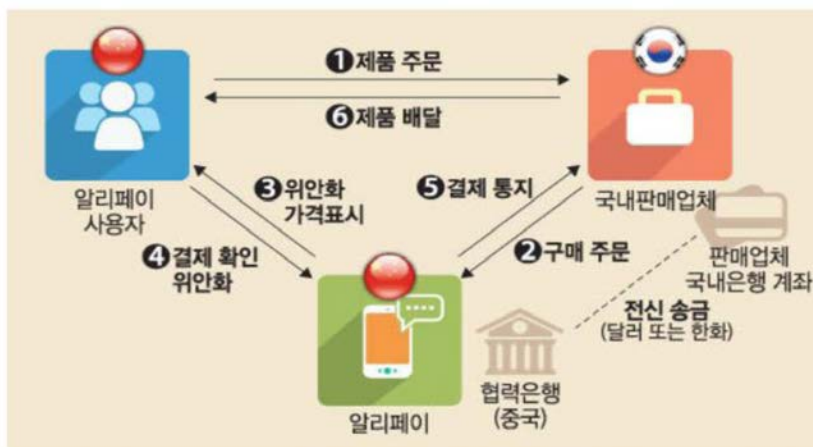 ❶제품 주문
❻제품 배달
알리페이
사용자
❸위안화
가격표시
❹결제 확인
위안화
❺결제 통지
❷구매 주문
국내판매업체
판매업체
국내은행 계좌
전신 송금
(달러 또는 한화)
알리페이
협력은행
(중국)